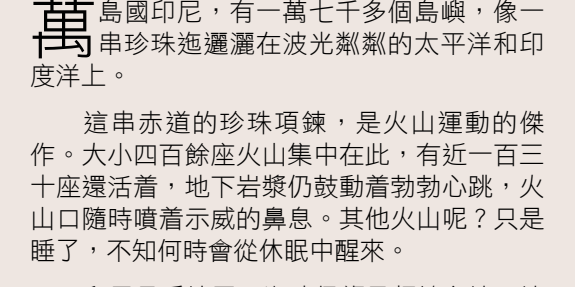 萬島國印尼，有一萬七千多個島嶼，像一
串珍珠迤邐灑在波光粼粼的太平洋和印
度洋上。
這串赤道的珍珠項鍊，是火山運動的傑
作。大小四百餘座火山集中在此，有近一百三
十座還活着，地下岩漿仍鼓動着勃勃心跳，火
山口隨時噴着示威的鼻息。其他火山呢？只是
睡了，不知何時會從休眠中醒來。